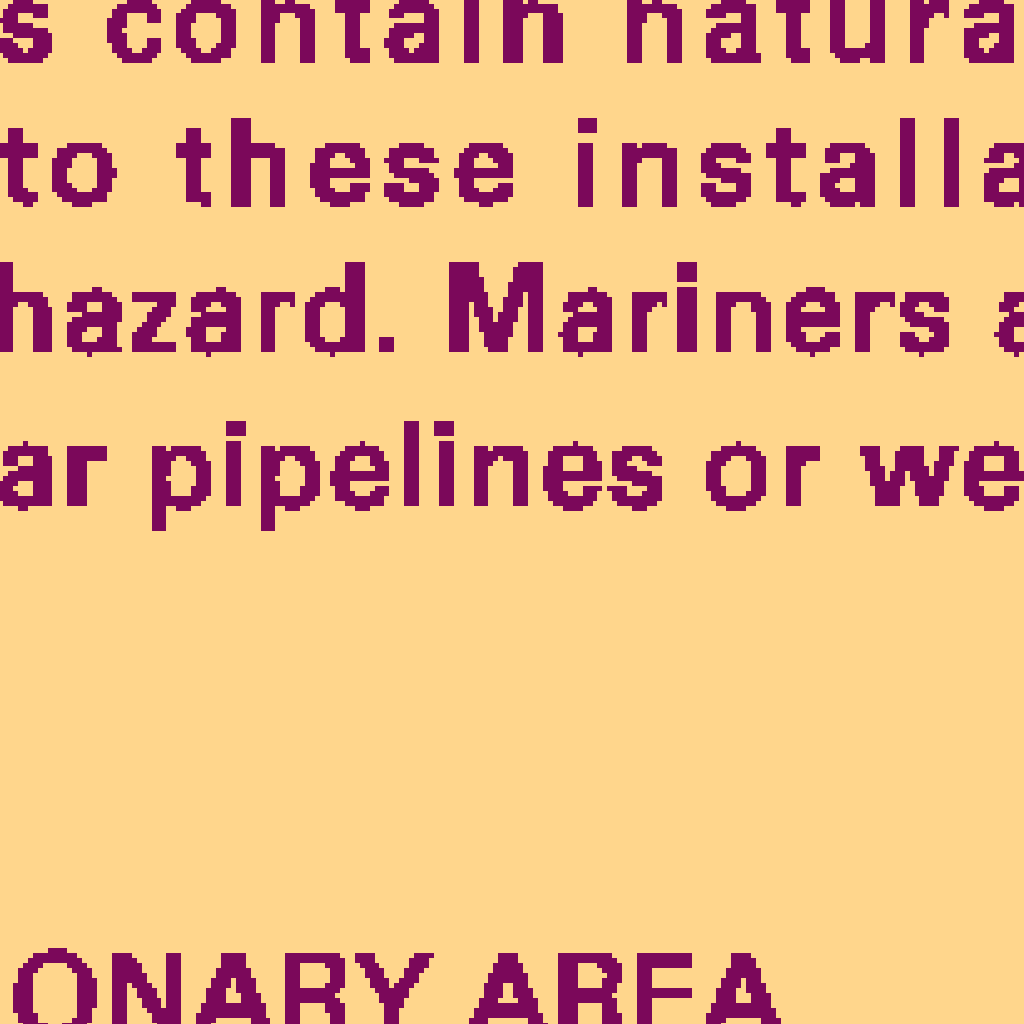 s contain natura
to these installa
hazard. Mariners a
ar pipelines or we
ONARY AREA